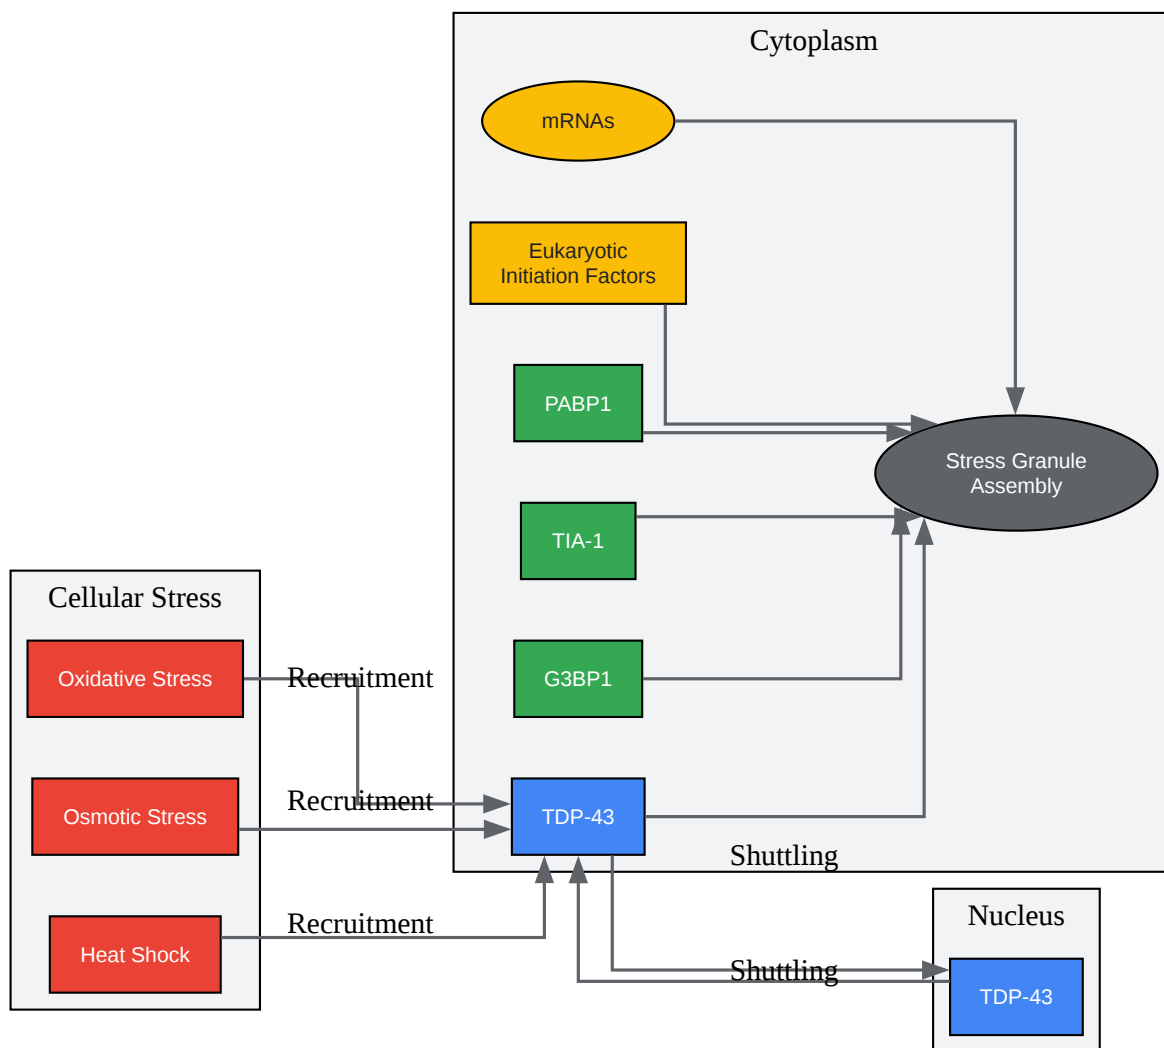 Cytoplasm
mRNAs
Eukaryotic
Initiation Factors
PABP1
Stress Granule
Assembly
TIA-1
Cellular Stress
Oxidative Stress
Recruitment
G3BP1
Osmotic Stress
Recruitment
TDP-43
Shuttling
Heat Shock
Recruitment
Nucleus
Shuttling
TDP-43